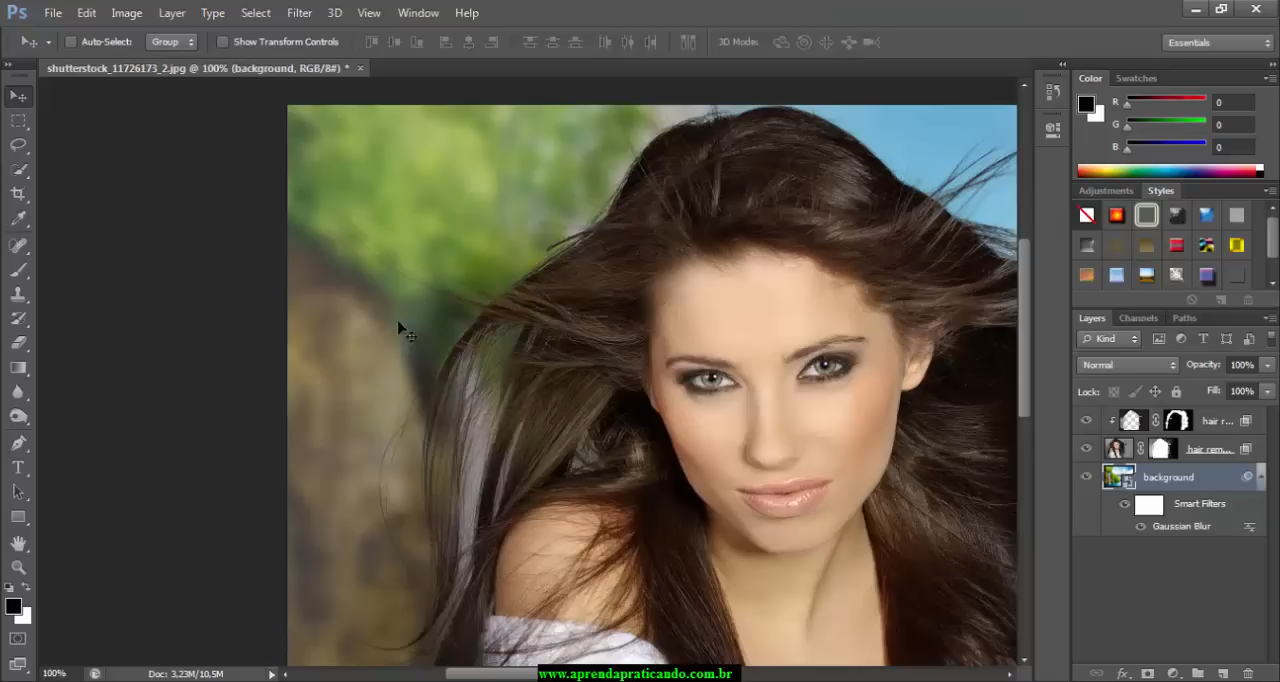 Ps File Edit Image Layer Type Select Filter 3D View Window Help
Auto-Select: Group Show Transform Controls 3D Mode: Essentials
shutterstock_11726173_2.jpg @ 100% (background, RGB/8#) *
Color Swatches
R 0
G 0
B 0
Adjustments Styles
Layers Channels Paths
Kind
Normal Opacity: 100%
Lock: Fill: 100%
hair r...
hair rem...
background
Smart Filters
Gaussian Blur
100% Doc: 3,23M/10,5M
www.aprendapraticando.com.br